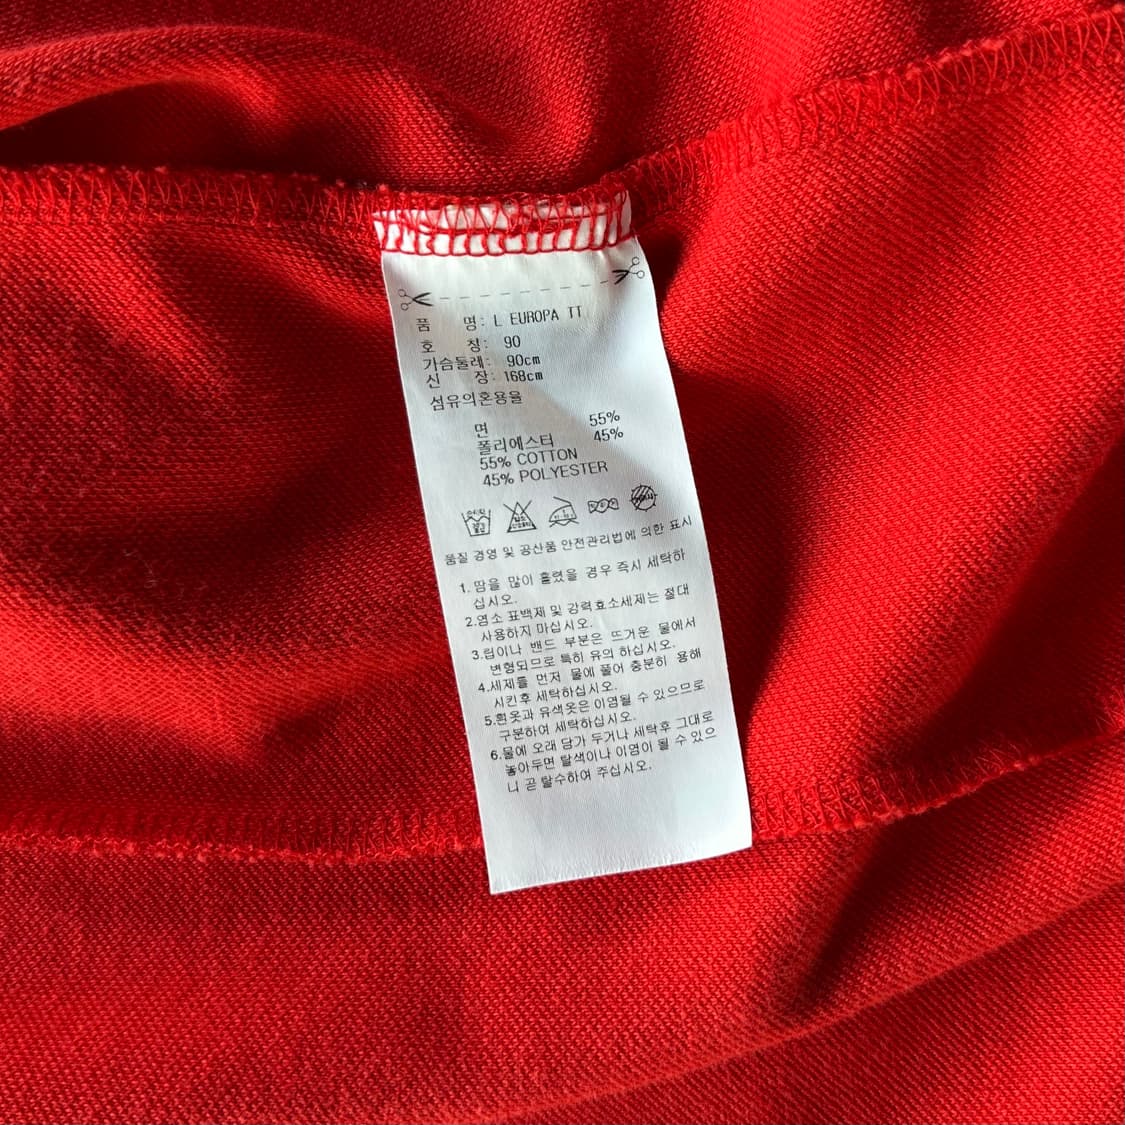 품 명: L EUROPA TT
호 칭: 90
가슴둘레: 90cm
신 장: 168cm
섬유의혼용율
면 55%
폴리에스터 45%
55% COTTON
45% POLYESTER
품질 경영 및 공산품 안전관리법에 의한 표시
1. 땀을 많이 흘렸을 경우 즉시 세탁하
십시오.
2.염소 표백제 및 강력효소세제는 절대
사용하지 마십시오.
3.립이나 밴드 부분은 뜨거운 물에서
변형되므로 특히 유의 하십시오.
4.세제를 먼저 물에 풀어 충분히 용해
시킨후 세탁하십시오.
5.흰옷과 유색옷은 이염될 수 있으므로
구분하여 세탁하십시오.
6.물에 오래 담가 두거나 세탁후 그대로
놓아두면 탈색이나 이염이 될 수 있으
니 곧 탈수하여 주십시오.